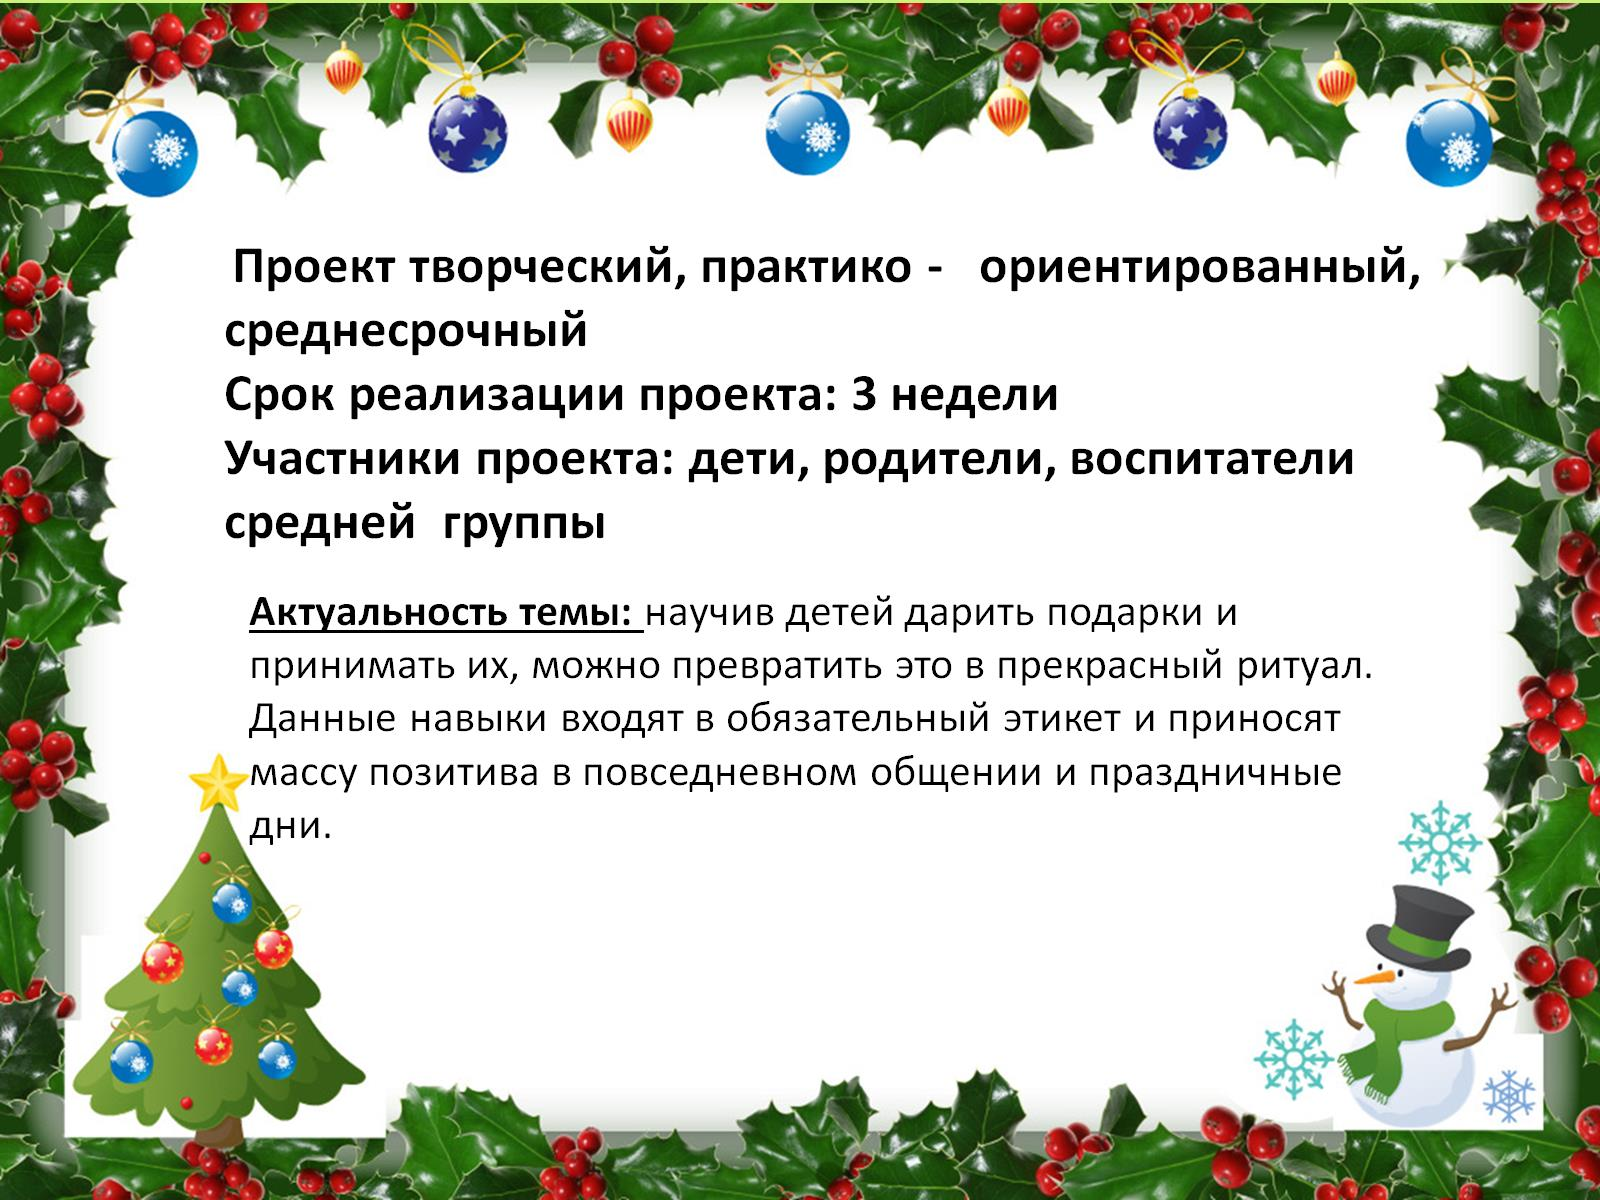 Проект творческий, практико - ориентированный,
среднесрочный
Срок реализации проекта: 3 недели
Участники проекта: дети, родители, воспитатели
средней группы
Актуальность темы: научив детей дарить подарки и
принимать их, можно превратить это в прекрасный ритуал.
Данные навыки входят в обязательный этикет и приносят
массу позитива в повседневном общении и праздничные
дни.